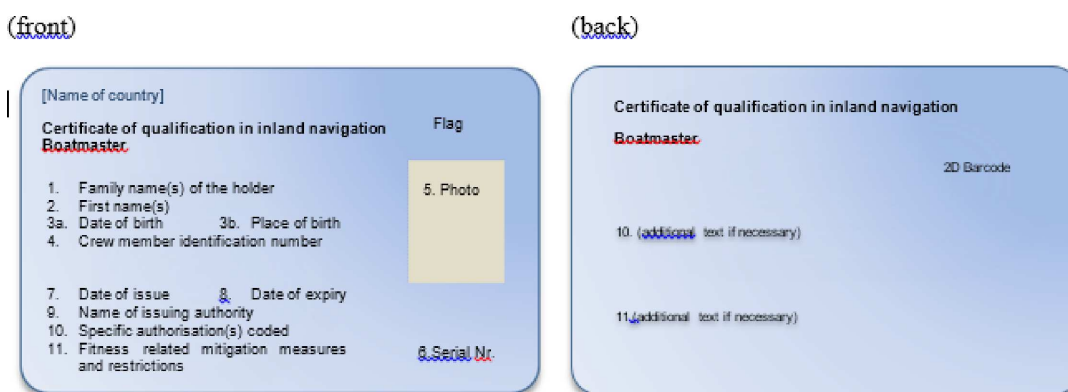 (front)
[Name of country]
Certificate of qualification in inland navigation
Boatmaster
Flag
1. Family name(s) of the holder
2. First name(s)
3a. Date of birth 3b. Place of birth
4. Crew member identification number
5. Photo
7. Date of issue 8. Date of expiry
9. Name of issuing authority
10. Specific authorisation(s) coded
11. Fitness related mitigation measures
and restrictions
6.Serial Nr.
(back)
Certificate of qualification in inland navigation
Boatmaster
2D Barcode
10. (additional text if necessary)
11.(additional text if necessary)